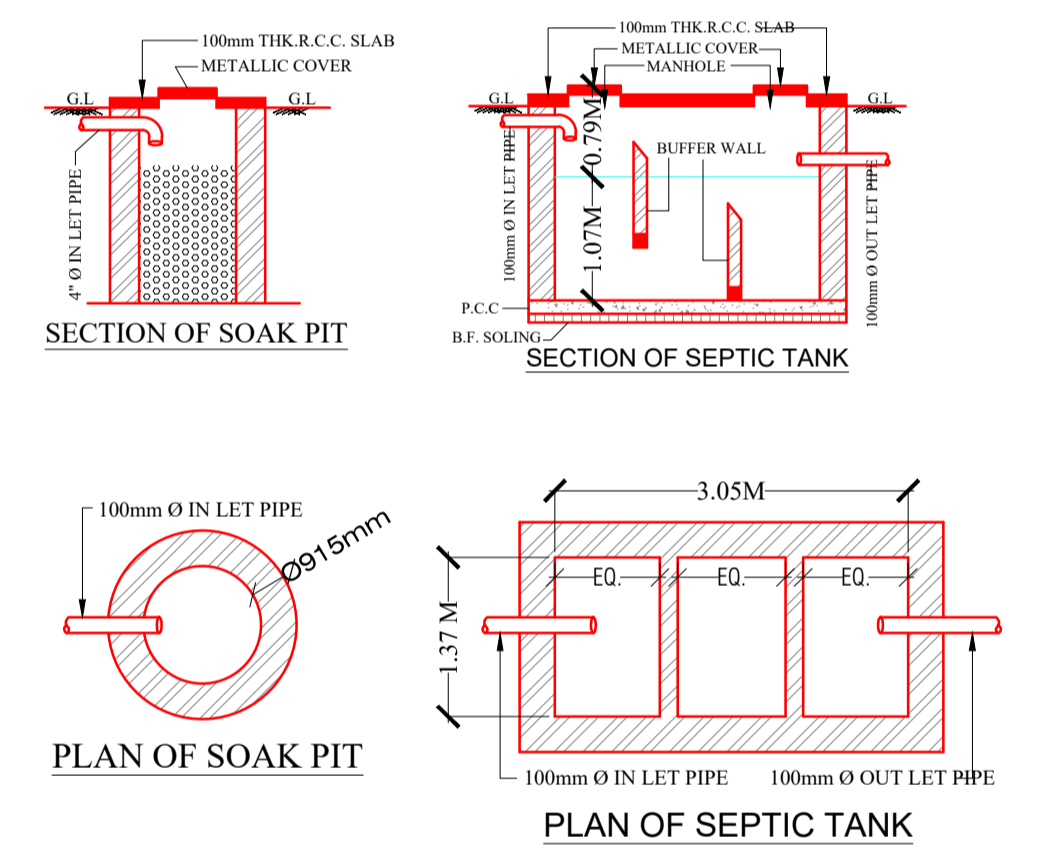 100mm THK.R.C.C. SLAB
METALLIC COVER
G.L
G.L
4" Ø IN LET PIPE
SECTION OF SOAK PIT
100mm THK.R.C.C. SLAB
METALLIC COVER
MANHOLE
G.L
G.L
0.79M
BUFFER WALL
100mm Ø IN LET PIPE
1.07M
100mm Ø OUT LET PIPE
P.C.C
B.F. SOLING
SECTION OF SEPTIC TANK
100mm Ø IN LET PIPE
Ø915mm
PLAN OF SOAK PIT
3.05M
EQ.
EQ.
EQ.
1.37 M
100mm Ø IN LET PIPE
100mm Ø OUT LET PIPE
PLAN OF SEPTIC TANK